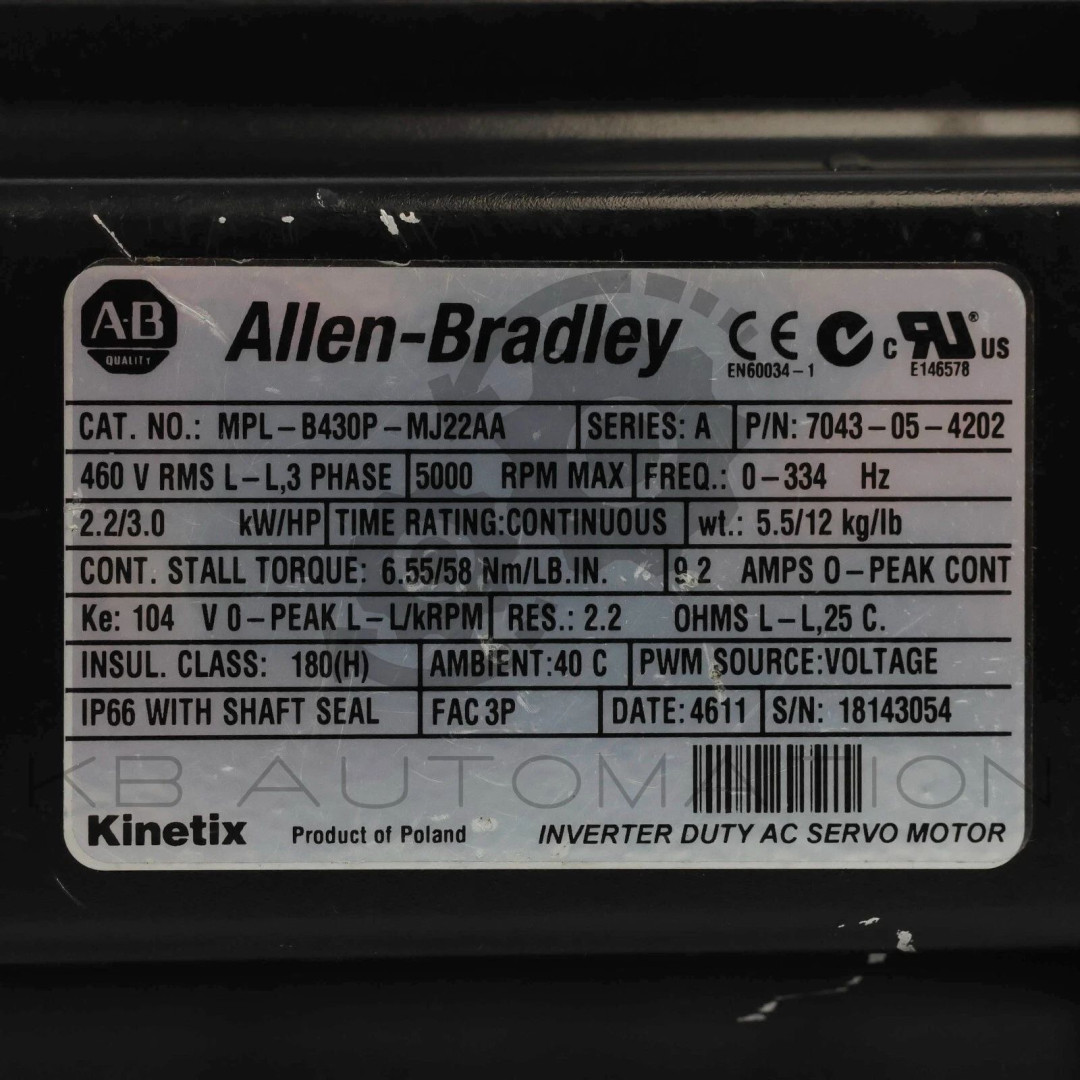 A-B
QUALITY
Allen-Bradley
CE
EN60034-1
c RU® US
E146578
CAT. NO.: MPL-B430P-MJ22AA SERIES: A P/N: 7043-05-4202
460 V RMS L-L,3 PHASE 5000 RPM MAX FREQ.: 0-334 Hz
2.2/3.0 kW/HP TIME RATING:CONTINUOUS wt.: 5.5/12 kg/lb
CONT. STALL TORQUE: 6.55/58 Nm/LB.IN. 9.2 AMPS 0-PEAK CONT
Ke: 104 V 0-PEAK L-L/kRPM RES.: 2.2 OHMS L-L,25 C.
INSUL. CLASS: 180(H) AMBIENT:40 C PWM SOURCE:VOLTAGE
IP66 WITH SHAFT SEAL FAC 3P DATE: 4611 S/N: 18143054
KB AUTOMATION
Kinetix Product of Poland INVERTER DUTY AC SERVO MOTOR